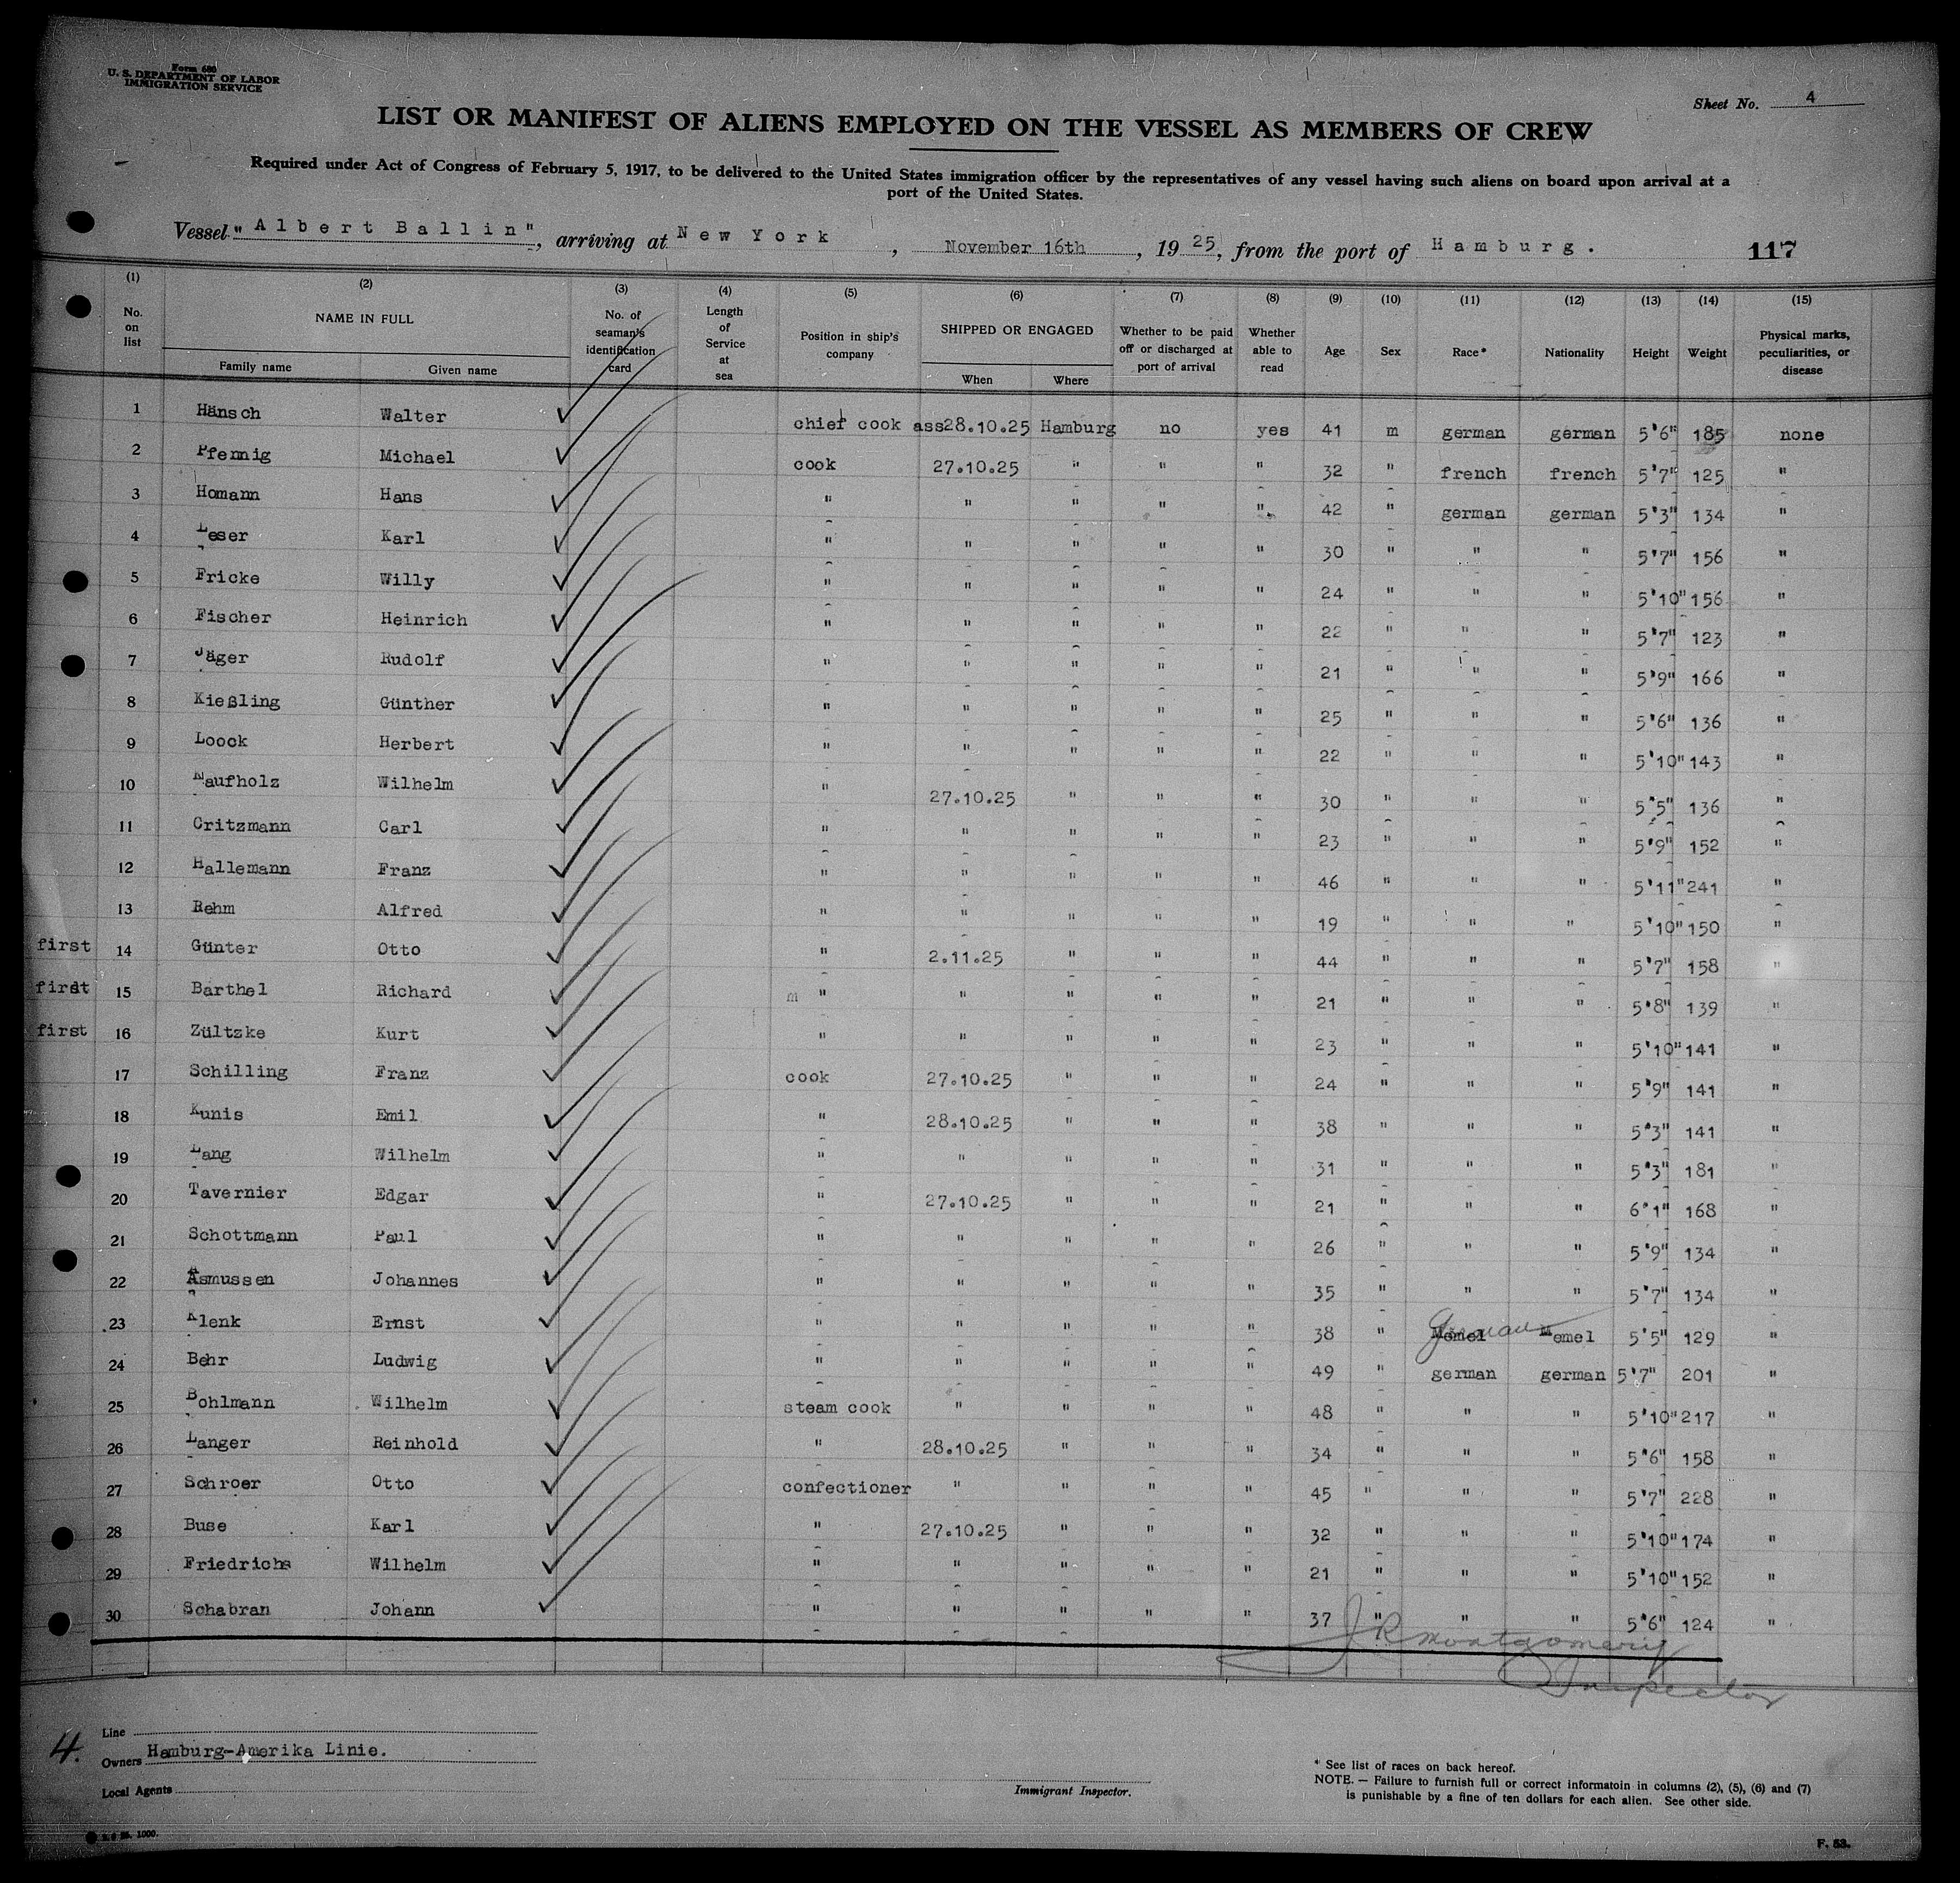 Form 680
U. S. DEPARTMENT OF LABOR
IMMIGRATION SERVICE
Sheet No. 4
LIST OR MANIFEST OF ALIENS EMPLOYED ON THE VESSEL AS MEMBERS OF CREW
Required under Act of Congress of February 5, 1917, to be delivered to the United States immigration officer by the representatives of any vessel having such aliens on board upon arrival at a
port of the United States.
Vessel "Albert Ballin", arriving at New York, November 16th, 19 25, from the port of Hamburg. 117
(1) (2) (3) (4) (5) (6) (7) (8) (9) (10) (11) (12) (13) (14) (15)
No. on list NAME IN FULL Family name Given name No. of seaman's identification card Length of Service at sea Position in ship's company SHIPPED OR ENGAGED When Where Whether to be paid off or discharged at port of arrival Whether able to read Age Sex Race* Nationality Height Weight Physical marks, peculiarities, or disease
1 Hänsch Walter chief cook ass 28.10.25 Hamburg no yes 41 m german german 5'6" 185 none
2 Pfennig Michael cook 27.10.25 " " " 32 " french french 5'7" 125 "
3 Homann Hans " " " " " 42 " german german 5'3" 134 "
4 Leser Karl " " " " " 30 " " " 5'7" 156 "
5 Fricke Willy " " " " " 24 " " " 5'10" 156 "
6 Fischer Heinrich " " " " " 22 " " " 5'7" 123 "
7 Jäger Rudolf " " " " " 21 " " " 5'9" 166 "
8 Kießling Günther " " " " " 25 " " " 5'6" 136 "
9 Loock Herbert " " " " " 22 " " " 5'10" 143 "
10 Naufholz Wilhelm " 27.10.25 " " " 30 " " " 5'5" 136 "
11 Critzmann Carl " " " " " 23 " " " 5'9" 152 "
12 Hallemann Franz " " " " " 46 " " " 5'11" 241 "
13 Rehm Alfred " " " " " 19 " " " 5'10" 150 "
first 14 Günter Otto " 2.11.25 " " " 44 " " " 5'7" 158 "
first 15 Barthel Richard m " " " " " 21 " " " 5'8" 139 "
first 16 Zültzke Kurt " " " " " 23 " " " 5'10" 141 "
17 Schilling Franz cook 27.10.25 " " " 24 " " " 5'9" 141 "
18 Kunis Emil " 28.10.25 " " " 38 " " " 5'3" 141 "
19 Lang Wilhelm " " " " " 31 " " " 5'3" 181 "
20 Tavernier Edgar " 27.10.25 " " " 21 " " " 6'1" 168 "
21 Schottmann Paul " " " " " 26 " " " 5'9" 134 "
22 Asmussen Johannes " " " " " 35 " " " 5'7" 134 "
23 Klenk Ernst " " " " " 38 " Memel German Memel 5'5" 129 "
24 Behr Ludwig " " " " " 49 " german german 5'7" 201 "
25 Bohlmann Wilhelm steam cook " " " " 48 " " " 5'10" 217 "
26 Langer Reinhold " 28.10.25 " " " 34 " " " 5'6" 158 "
27 Schroer Otto confectioner " " " " 45 " " " 5'7" 228 "
28 Buse Karl " 27.10.25 " " " 32 " " " 5'10" 174 "
29 Friedrichs Wilhelm " " " " " 21 " " " 5'10" 152 "
30 Schabran Johann " " " " " 37 " " " 5'6" 124 "
J R Montgomery
Inspector
4.
Line
Owners Hamburg-Amerika Linie.
Local Agents
Immigrant Inspector.
* See list of races on back hereof.
NOTE. — Failure to furnish full or correct informatoin in columns (2), (5), (6) and (7)
is punishable by a fine of ten dollars for each alien. See other side.
F. 53.